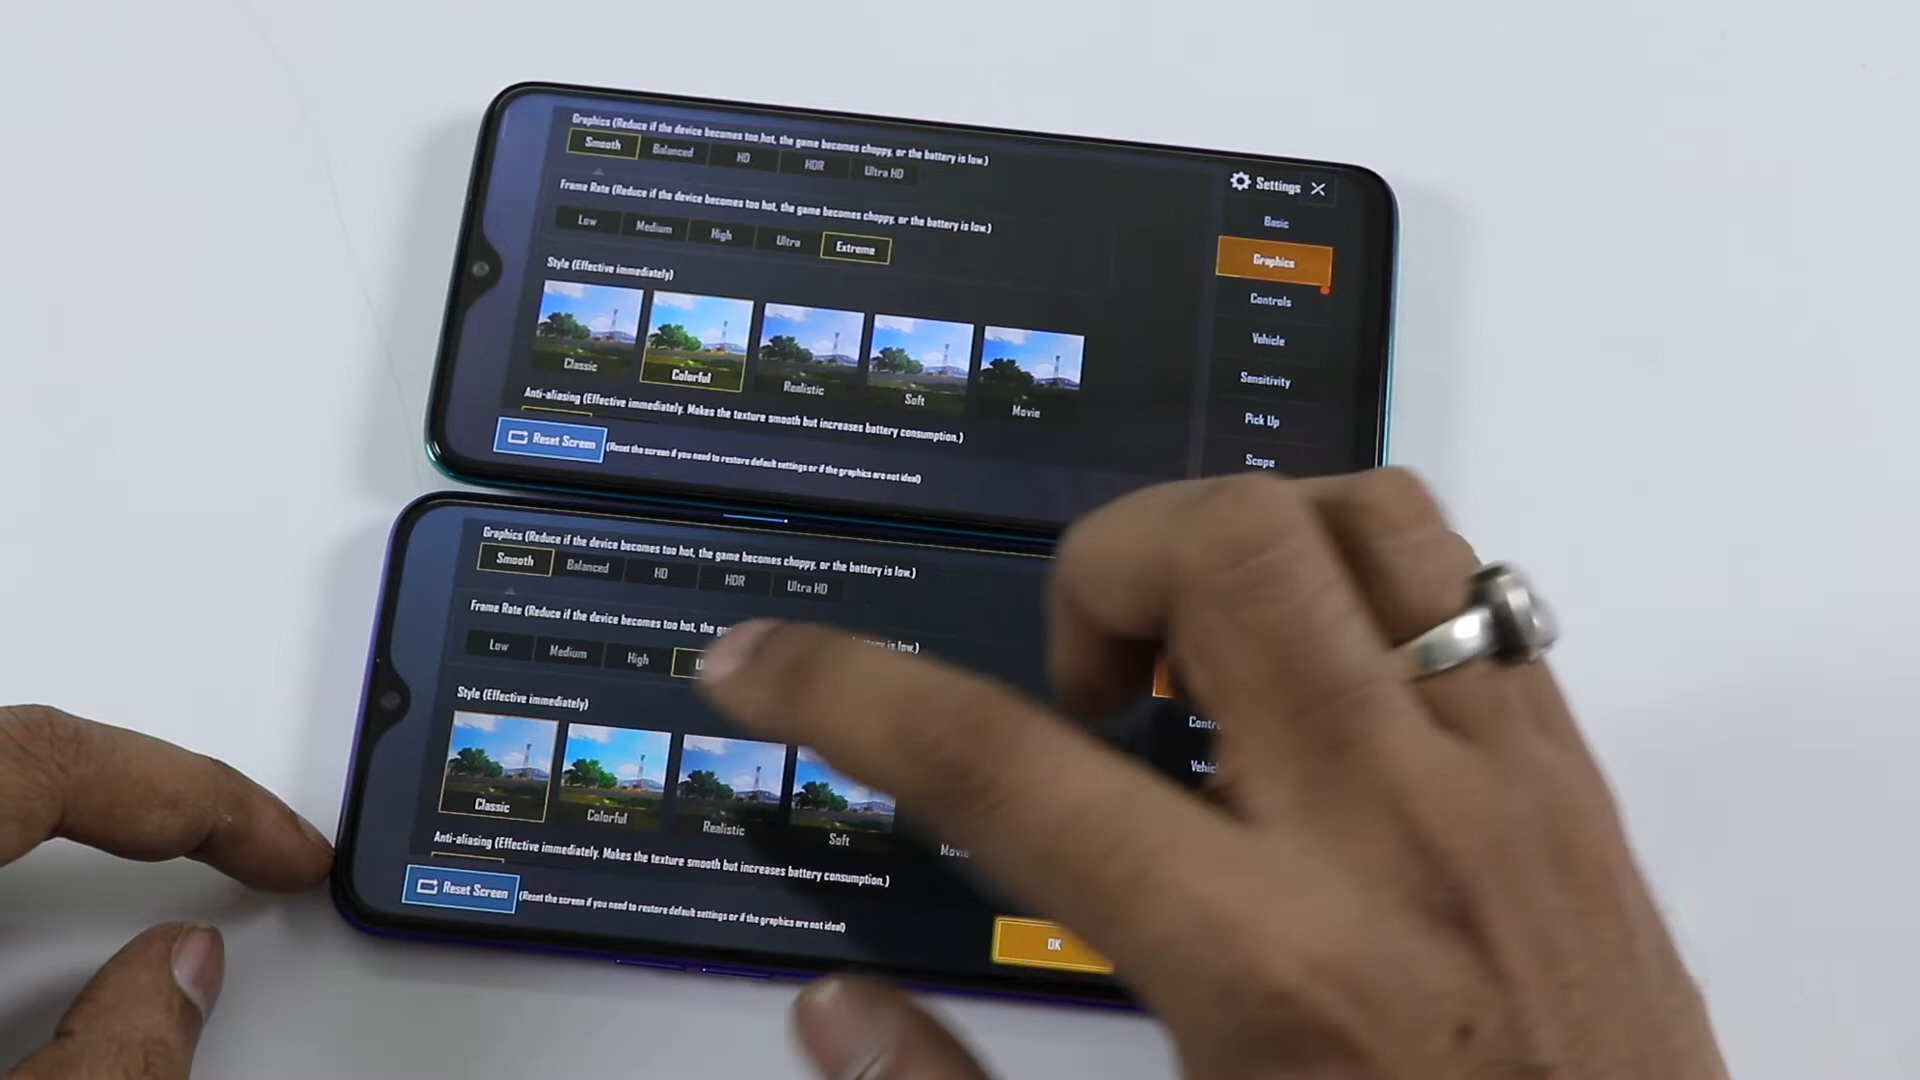 Graphics (Reduce if the device becomes too hot, the game becomes choppy, or the battery is low.)
Smooth Balanced HD HDR Ultra HD
Frame Rate (Reduce if the device becomes too hot, the game becomes choppy, or the battery is low.)
Low Medium High Ultra Extreme
Style (Effective immediately)
Classic Colorful Realistic Soft Movie
Anti-aliasing (Effective immediately. Makes the texture smooth but increases battery consumption.)
Reset Screen (Reset the screen if you need to restore default settings or if the graphics are not ideal)
Settings X
Basic
Graphics
Controls
Vehicle
Sensitivity
Pick Up
Scope
Graphics (Reduce if the device becomes too hot, the game becomes choppy, or the battery is low.)
Smooth Balanced HD HDR Ultra HD
Frame Rate (Reduce if the device becomes too hot, the is low.)
Low Medium High
Style (Effective immediately)
Classic Colorful Realistic Soft Movie
Anti-aliasing (Effective immediately. Makes the texture smooth but increases battery consumption.)
Reset Screen (Reset the screen if you need to restore default settings or if the graphics are not ideal)
OK